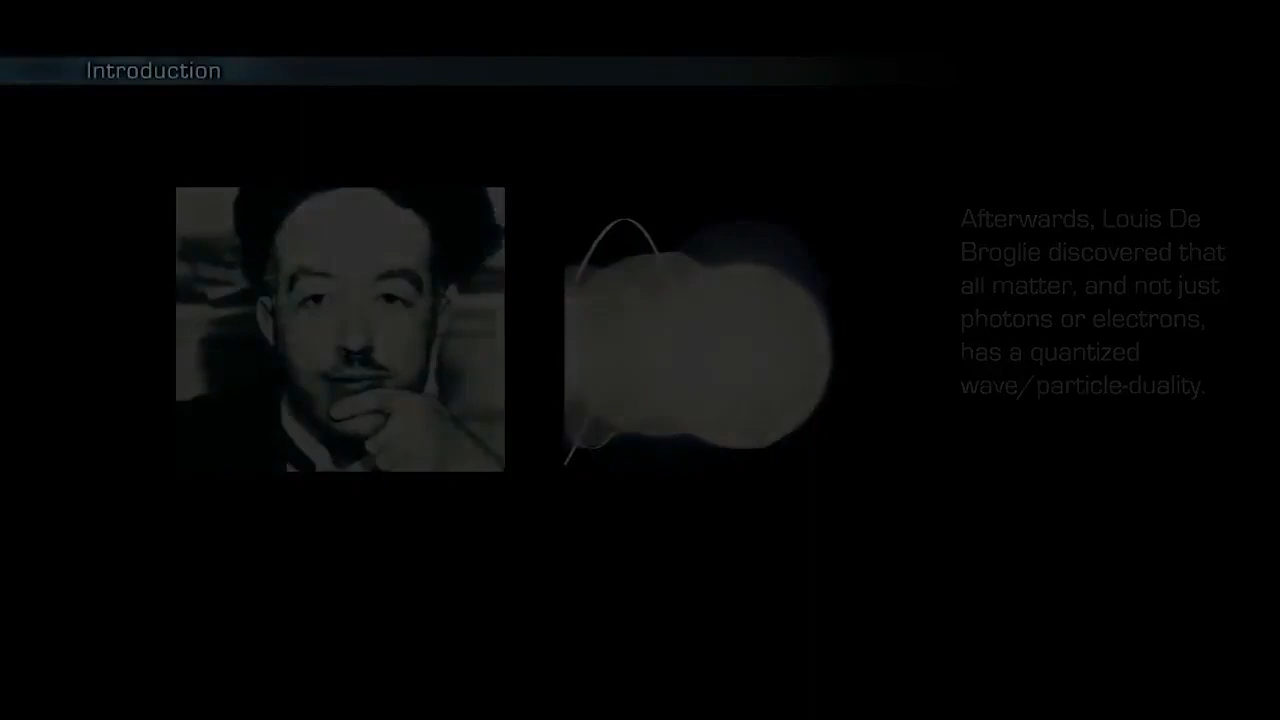 Introduction
Afterwards, Louis De
Broglie discovered that
all matter, and not just
photons or electrons,
has a quantized
wave/particle-duality.